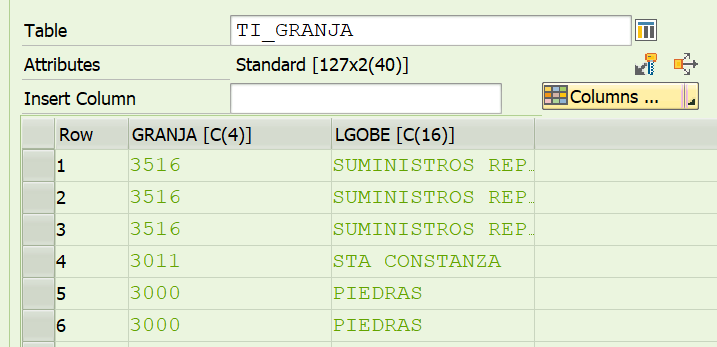 Table TI_GRANJA
Attributes Standard [127x2(40)]
Insert Column Columns ...
Row GRANJA [C(4)] LGOBE [C(16)]
1 3516 SUMINISTROS REP…
2 3516 SUMINISTROS REP…
3 3516 SUMINISTROS REP…
4 3011 STA CONSTANZA
5 3000 PIEDRAS
6 3000 PIEDRAS